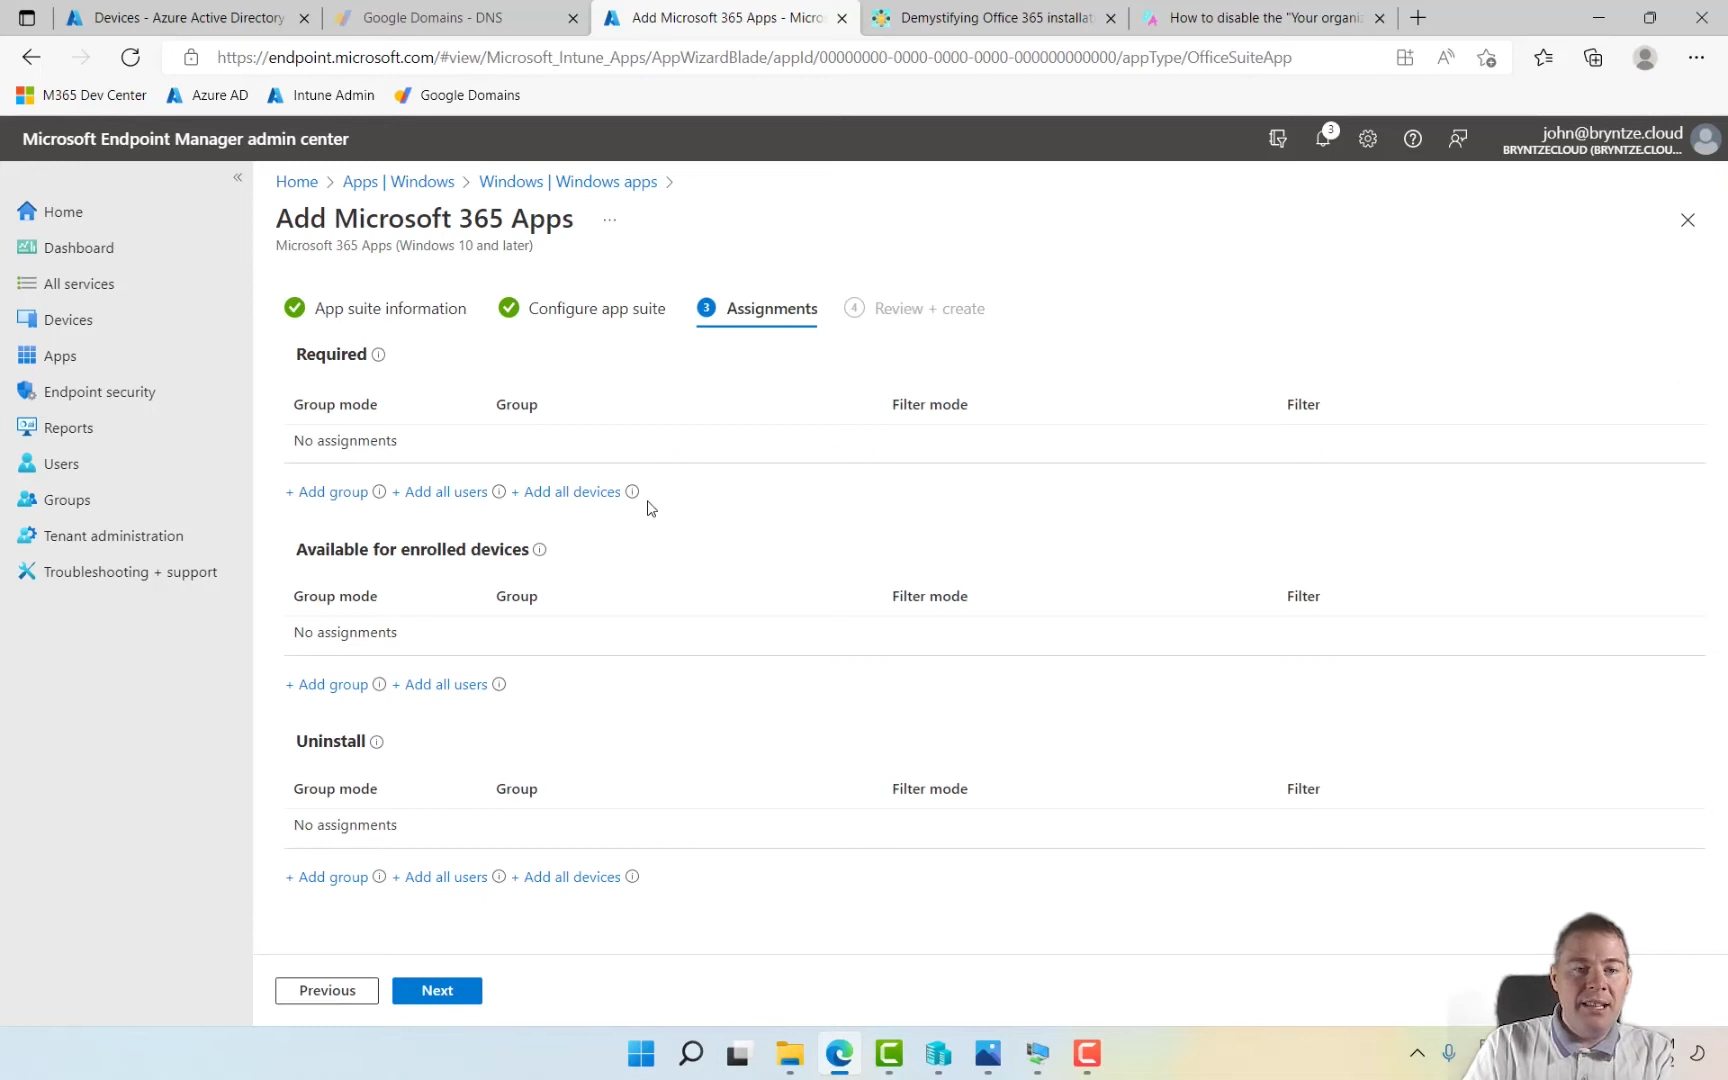 Devices - Azure Active Directory
Google Domains - DNS
Add Microsoft 365 Apps - Micro
Demystifying Office 365 installat
How to disable the "Your organiz
https://endpoint.microsoft.com/#view/Microsoft_Intune_Apps/AppWizardBlade/appId/00000000-0000-0000-0000-000000000000/appType/OfficeSuiteApp
M365 Dev Center
Azure AD
Intune Admin
Google Domains
Microsoft Endpoint Manager admin center
3
john@bryntze.cloud
BRYNTZECLOUD (BRYNTZE.CLOU...
Home
Dashboard
All services
Devices
Apps
Endpoint security
Reports
Users
Groups
Tenant administration
Troubleshooting + support
Home > Apps | Windows > Windows | Windows apps >
Add Microsoft 365 Apps ...
Microsoft 365 Apps (Windows 10 and later)
App suite information
Configure app suite
3 Assignments
4 Review + create
Required
Group mode Group Filter mode Filter
No assignments
+ Add group + Add all users + Add all devices
Available for enrolled devices
Group mode Group Filter mode Filter
No assignments
+ Add group + Add all users
Uninstall
Group mode Group Filter mode Filter
No assignments
+ Add group + Add all users + Add all devices
Previous
Next